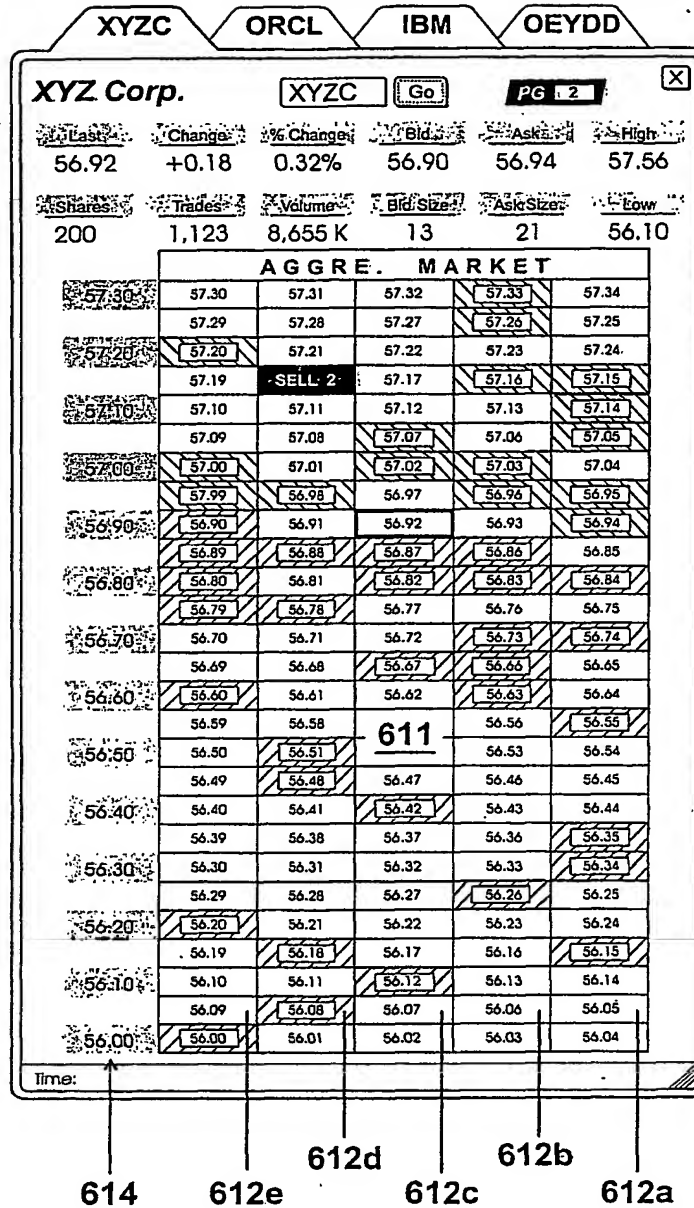 XYZC ORCL IBM OEYDD
XYZ Corp. XYZC Go PG 2 X
Last Change % Change Bid Ask High
56.92 +0.18 0.32% 56.90 56.94 57.56
Shares Trades Volume Bid Size Ask Size Low
200 1,123 8,655 K 13 21 56.10
AGGRE. MARKET
57.30 57.30 57.31 57.32 57.33 57.34
57.29 57.28 57.27 57.26 57.25
57.20 57.20 57.21 57.22 57.23 57.24
57.19 SELL 2 57.17 57.16 57.15
57.10 57.10 57.11 57.12 57.13 57.14
57.09 57.08 57.07 57.06 57.05
57.00 57.00 57.01 57.02 57.03 57.04
57.99 56.98 56.97 56.96 56.95
56.90 56.90 56.91 56.92 56.93 56.94
56.89 56.88 56.87 56.86 56.85
56.80 56.80 56.81 56.82 56.83 56.84
56.79 56.78 56.77 56.76 56.75
56.70 56.70 56.71 56.72 56.73 56.74
56.69 56.68 56.67 56.66 56.65
56.60 56.60 56.61 56.62 56.63 56.64
56.59 56.58 611 56.56 56.55
56.50 56.50 56.51 56.53 56.54
56.49 56.48 56.47 56.46 56.45
56.40 56.40 56.41 56.42 56.43 56.44
56.39 56.38 56.37 56.36 56.35
56.30 56.30 56.31 56.32 56.33 56.34
56.29 56.28 56.27 56.26 56.25
56.20 56.20 56.21 56.22 56.23 56.24
56.19 56.18 56.17 56.16 56.15
56.10 56.10 56.11 56.12 56.13 56.14
56.09 56.08 56.07 56.06 56.05
56.00 56.00 56.01 56.02 56.03 56.04
Time:
612d 612b
614 612e 612c 612a